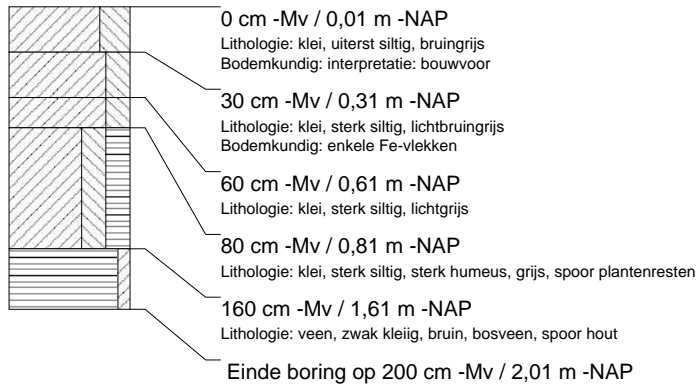 0 cm -Mv / 0,01 m -NAP
Lithologie: klei, uiterst siltig, bruingrijs
Bodemkundig: interpretatie: bouwvoor
30 cm -Mv / 0,31 m -NAP
Lithologie: klei, sterk siltig, lichtbruingrijs
Bodemkundig: enkele Fe-vlekken
60 cm -Mv / 0,61 m -NAP
Lithologie: klei, sterk siltig, lichtgrijs
80 cm -Mv / 0,81 m -NAP
Lithologie: klei, sterk siltig, sterk humeus, grijs, spoor plantenresten
160 cm -Mv / 1,61 m -NAP
Lithologie: veen, zwak kleiig, bruin, bosveen, spoor hout
Einde boring op 200 cm -Mv / 2,01 m -NAP